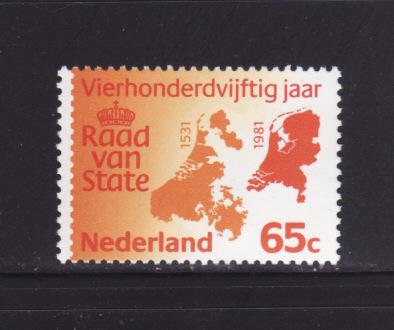 Vierhonderdvijftig jaar
Raad
van
State
1531
1981
Nederland 65c